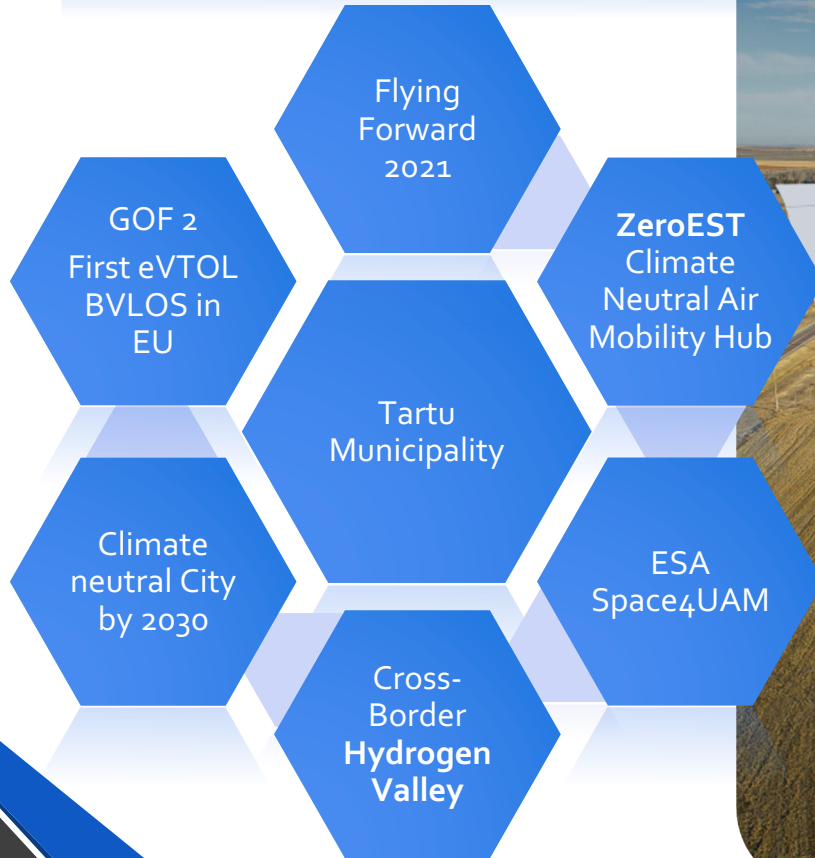 Flying
Forward
2021
GOF 2
First eVTOL
BVLOS in
EU
ZeroEST
Climate
Neutral Air
Mobility Hub
Tartu
Municipality
Climate
neutral City
by 2030
ESA
Space4UAM
Cross-
Border
Hydrogen
Valley